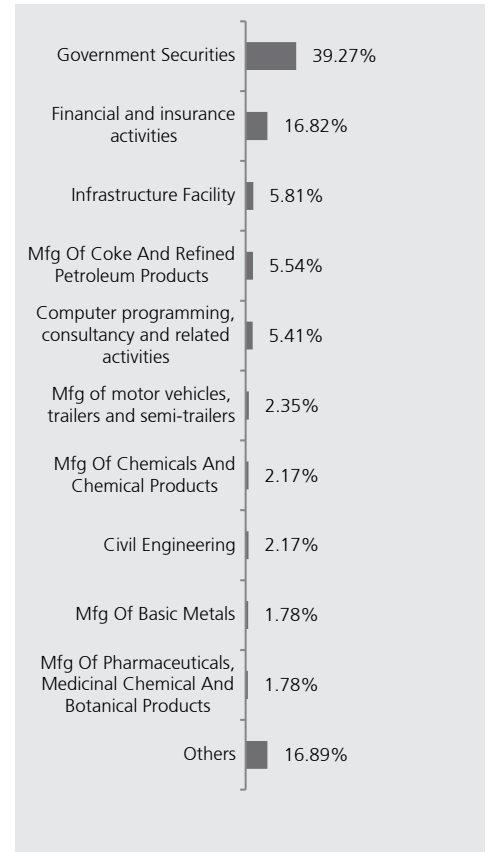 Government Securities 39.27%
Financial and insurance
activities 16.82%
Infrastructure Facility 5.81%
Mfg Of Coke And Refined
Petroleum Products 5.54%
Computer programming,
consultancy and related
activities 5.41%
Mfg of motor vehicles,
trailers and semi-trailers 2.35%
Mfg Of Chemicals And
Chemical Products 2.17%
Civil Engineering 2.17%
Mfg Of Basic Metals 1.78%
Mfg Of Pharmaceuticals,
Medicinal Chemical And
Botanical Products 1.78%
Others 16.89%